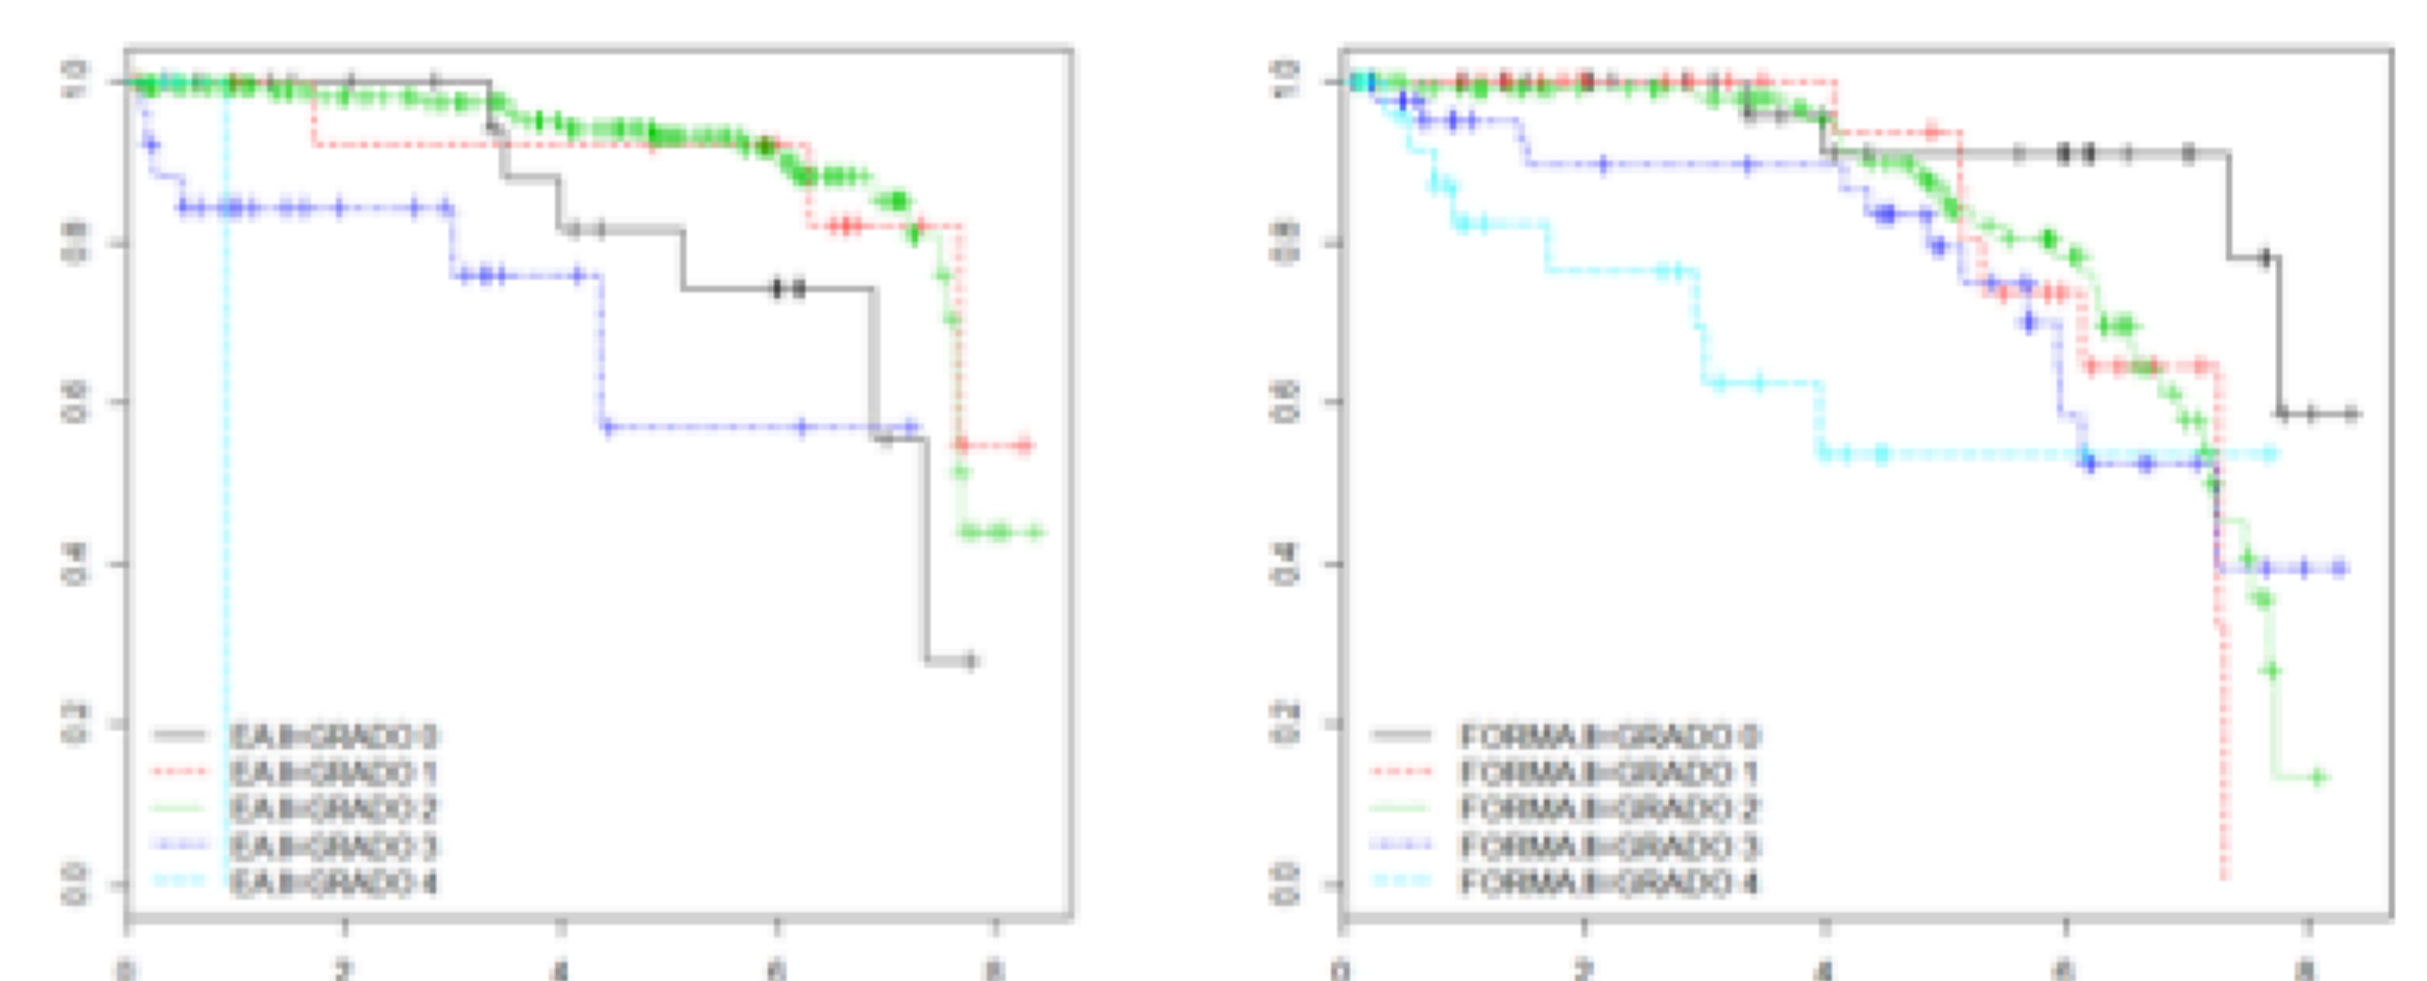 1.0
0.8
0.6
0.4
0.2
0.0
EA.II=GRADO 0
EA.II=GRADO 1
EA.II=GRADO 2
EA.II=GRADO 3
EA.II=GRADO 4
0 2 4 6 8
1.0
0.8
0.6
0.4
0.2
0.0
FORMA.II=GRADO 0
FORMA.II=GRADO 1
FORMA.II=GRADO 2
FORMA.II=GRADO 3
FORMA.II=GRADO 4
0 2 4 6 8